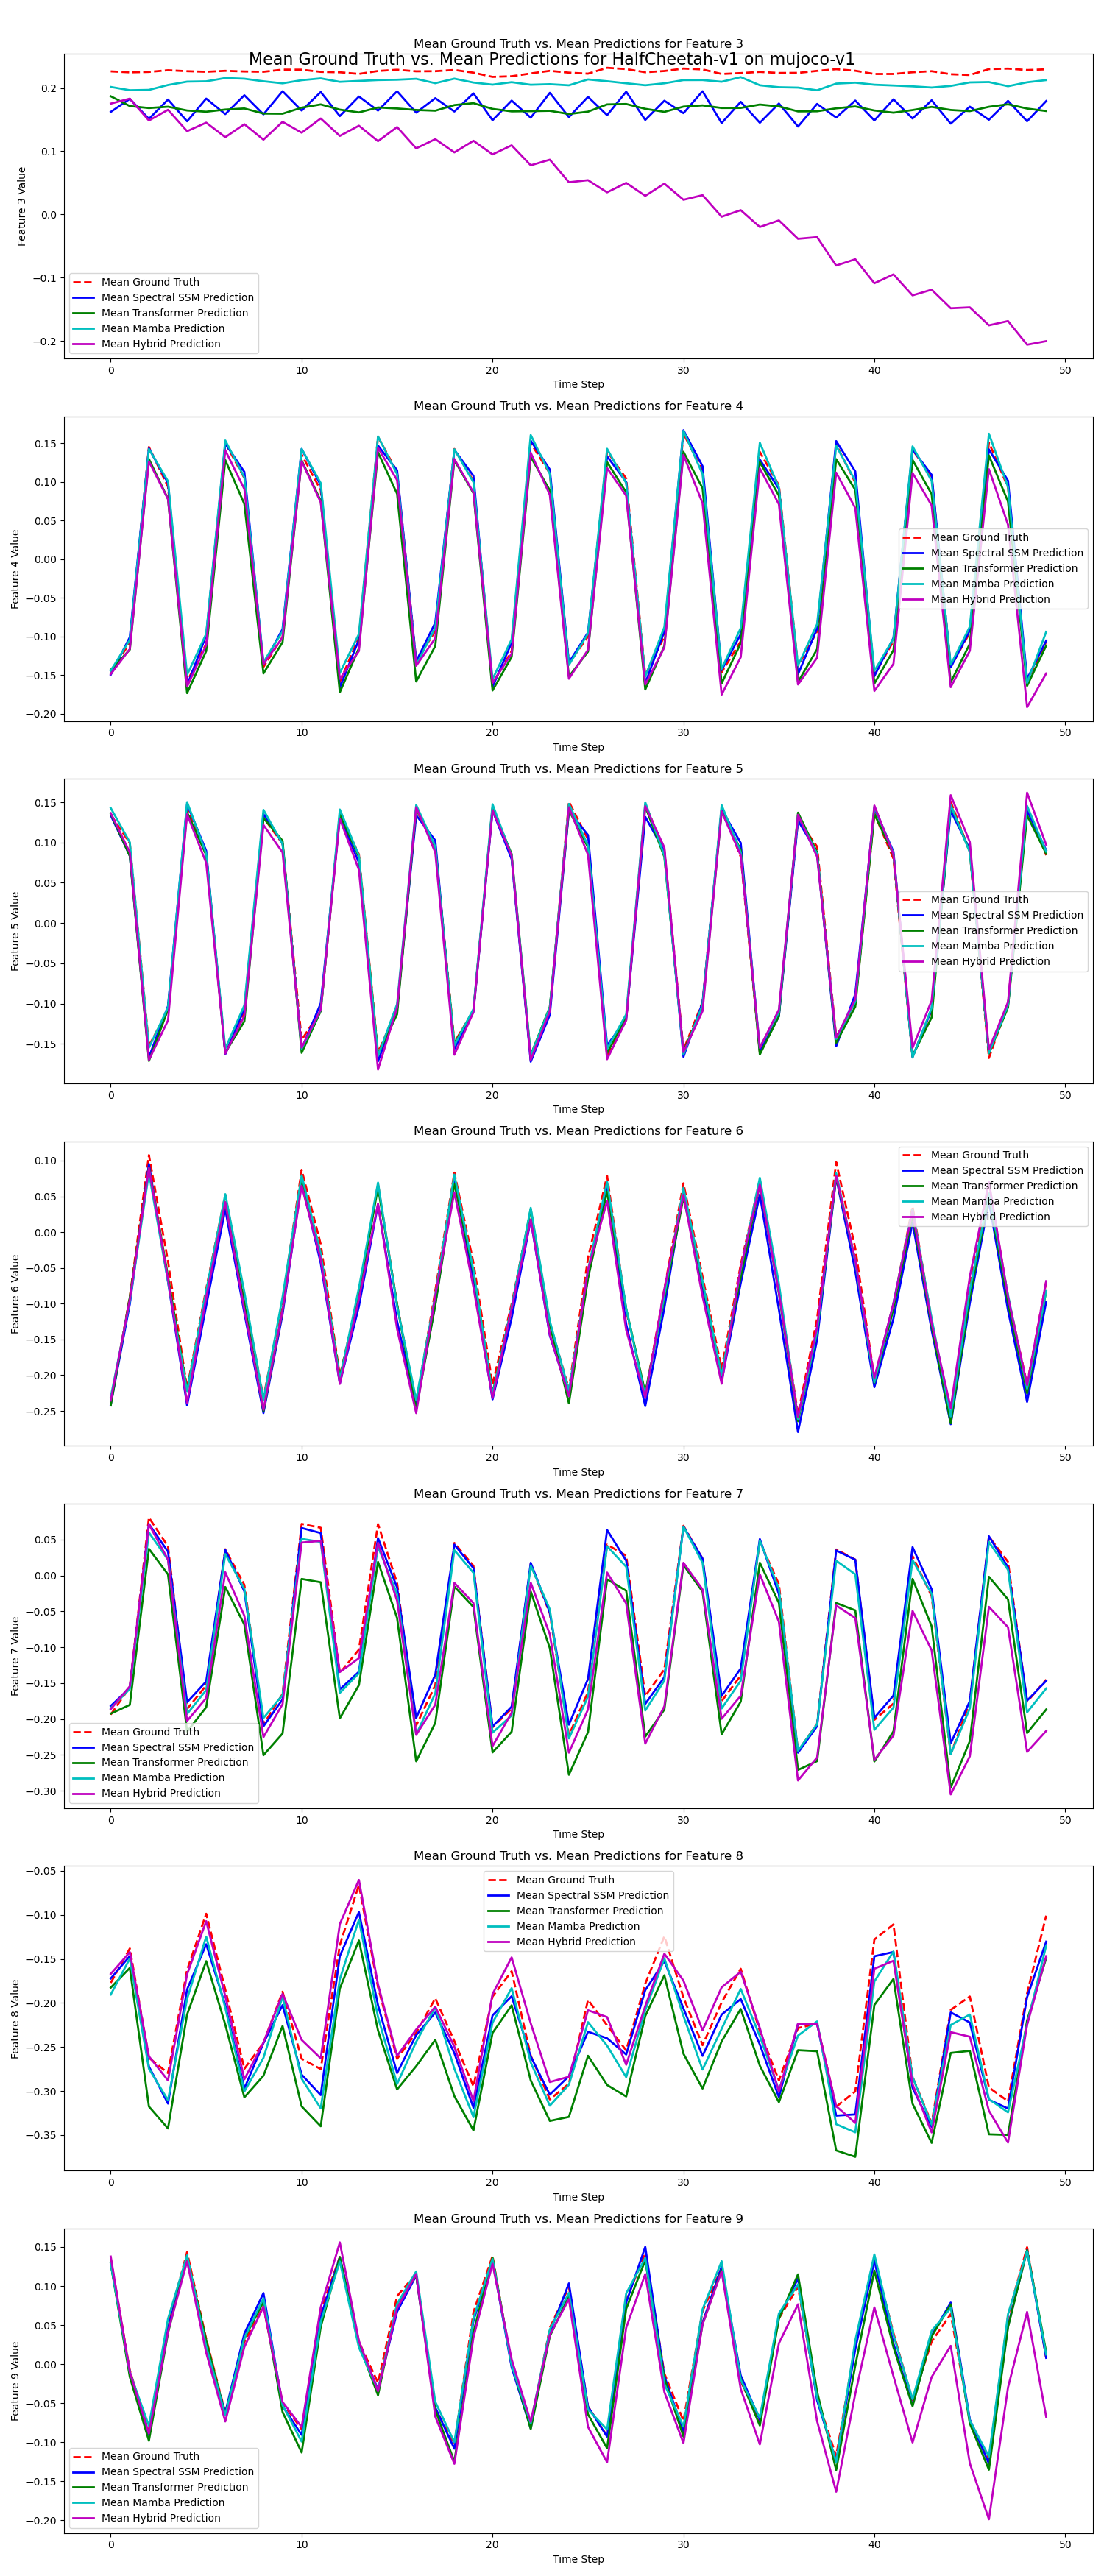 Mean Ground Truth vs. Mean Predictions for Feature 3
Mean Ground Truth vs. Mean Predictions for HalfCheetah-v1 on mujoco-v1
0.2
0.1
0.0
−0.1
−0.2
Feature 3 Value
Mean Ground Truth
Mean Spectral SSM Prediction
Mean Transformer Prediction
Mean Mamba Prediction
Mean Hybrid Prediction
0 10 20 30 40 50
Time Step
Mean Ground Truth vs. Mean Predictions for Feature 4
0.15
0.10
0.05
0.00
−0.05
−0.10
−0.15
−0.20
Feature 4 Value
Mean Ground Truth
Mean Spectral SSM Prediction
Mean Transformer Prediction
Mean Mamba Prediction
Mean Hybrid Prediction
0 10 20 30 40 50
Time Step
Mean Ground Truth vs. Mean Predictions for Feature 5
0.15
0.10
0.05
0.00
−0.05
−0.10
−0.15
Feature 5 Value
Mean Ground Truth
Mean Spectral SSM Prediction
Mean Transformer Prediction
Mean Mamba Prediction
Mean Hybrid Prediction
0 10 20 30 40 50
Time Step
Mean Ground Truth vs. Mean Predictions for Feature 6
0.10
0.05
0.00
−0.05
−0.10
−0.15
−0.20
−0.25
Feature 6 Value
Mean Ground Truth
Mean Spectral SSM Prediction
Mean Transformer Prediction
Mean Mamba Prediction
Mean Hybrid Prediction
0 10 20 30 40 50
Time Step
Mean Ground Truth vs. Mean Predictions for Feature 7
0.05
0.00
−0.05
−0.10
−0.15
−0.20
−0.25
−0.30
Feature 7 Value
Mean Ground Truth
Mean Spectral SSM Prediction
Mean Transformer Prediction
Mean Mamba Prediction
Mean Hybrid Prediction
0 10 20 30 40 50
Time Step
Mean Ground Truth vs. Mean Predictions for Feature 8
−0.05
−0.10
−0.15
−0.20
−0.25
−0.30
−0.35
Feature 8 Value
Mean Ground Truth
Mean Spectral SSM Prediction
Mean Transformer Prediction
Mean Mamba Prediction
Mean Hybrid Prediction
0 10 20 30 40 50
Time Step
Mean Ground Truth vs. Mean Predictions for Feature 9
0.15
0.10
0.05
0.00
−0.05
−0.10
−0.15
−0.20
Feature 9 Value
Mean Ground Truth
Mean Spectral SSM Prediction
Mean Transformer Prediction
Mean Mamba Prediction
Mean Hybrid Prediction
0 10 20 30 40 50
Time Step